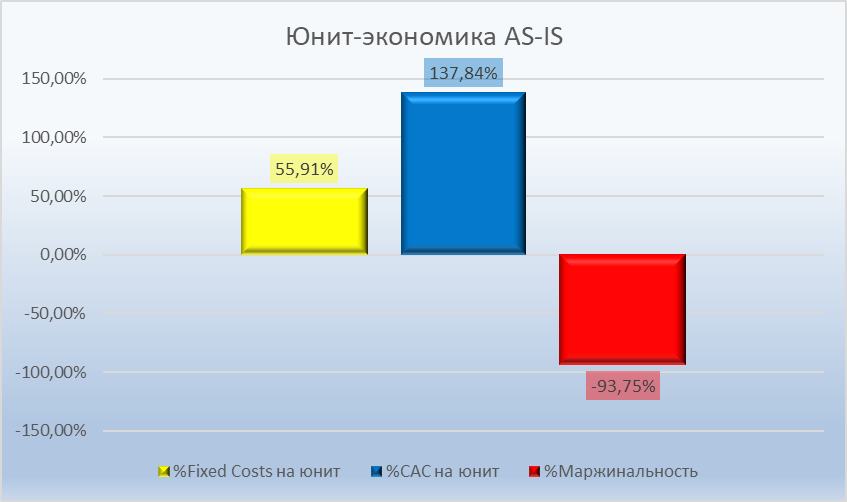 Юнит-экономика AS-IS
137,84%
150,00%
100,00%
55,91%
50,00%
0,00%
-50,00%
-100,00%
-93,75%
-150,00%
%Fixed Costs на юнит
%CAC на юнит
%Маржинальность